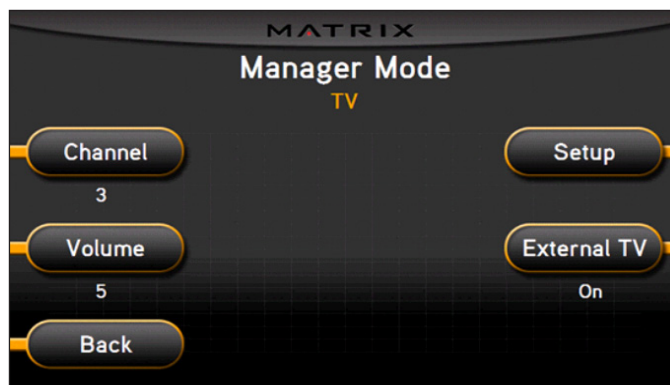 MATRIX
Manager Mode
TV
Channel
3
Volume
5
Back
Setup
External TV
On